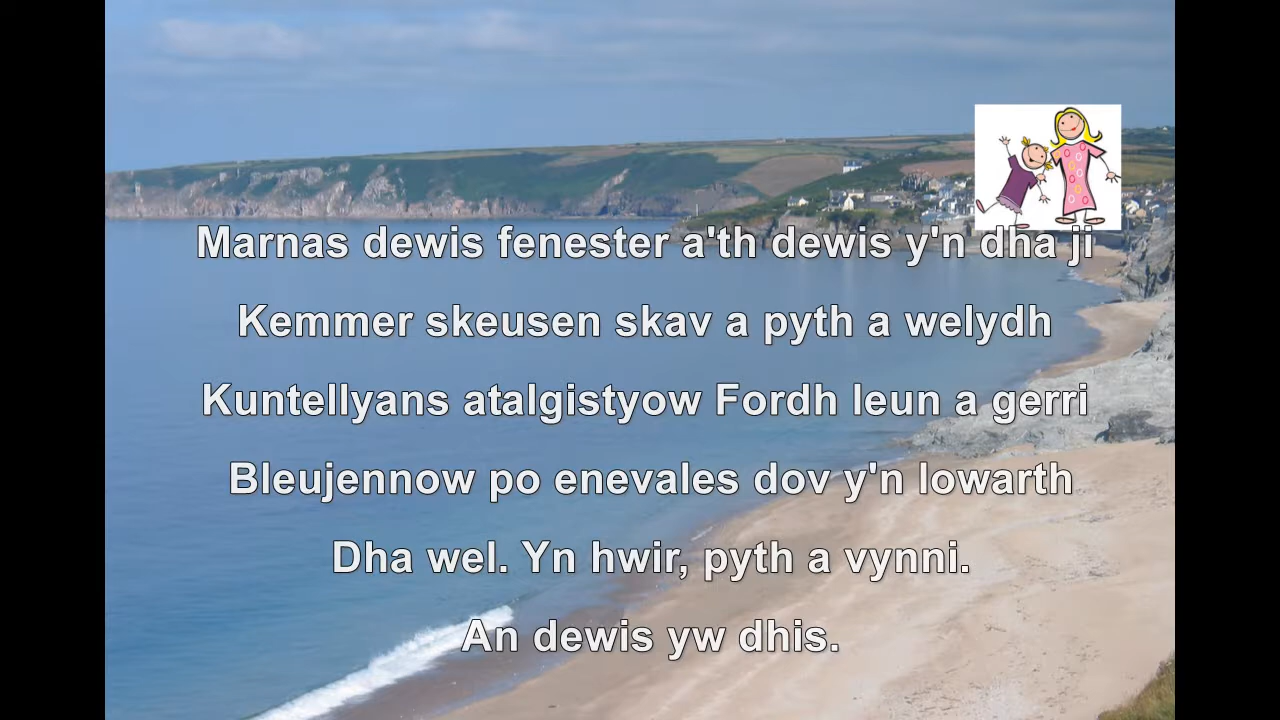 Marnas dewis fenester a'th dewis y'n dha ji
Kemmer skeusen skav a pyth a welydh
Kuntellyans atalgistyow Fordh leun a gerri
Bleujennow po enevales dov y'n lowarth
Dha wel. Yn hwir, pyth a vynni.
An dewis yw dhis.